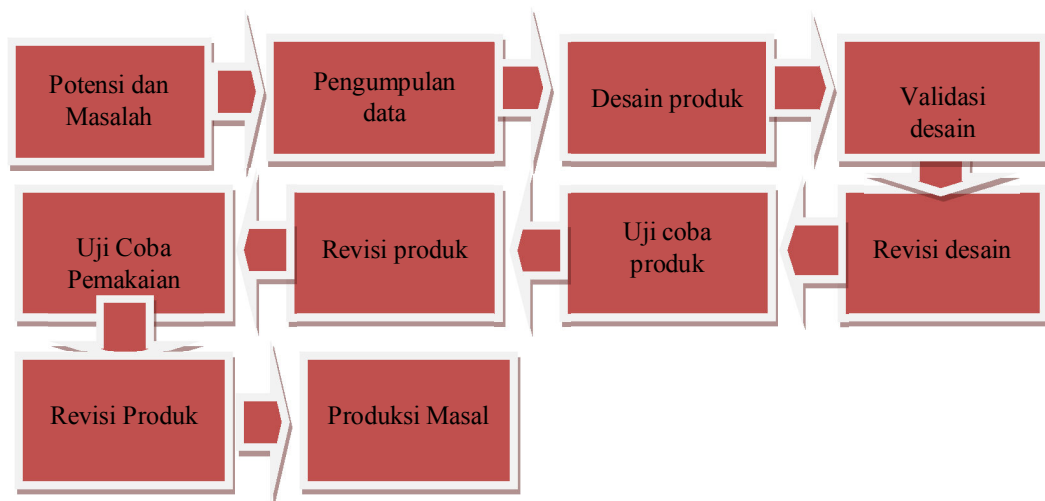 Potensi dan
Masalah
Pengumpulan
data
Desain produk
Validasi
desain
Revisi desain
Uji coba
produk
Revisi produk
Uji Coba
Pemakaian
Revisi Produk
Produksi Masal